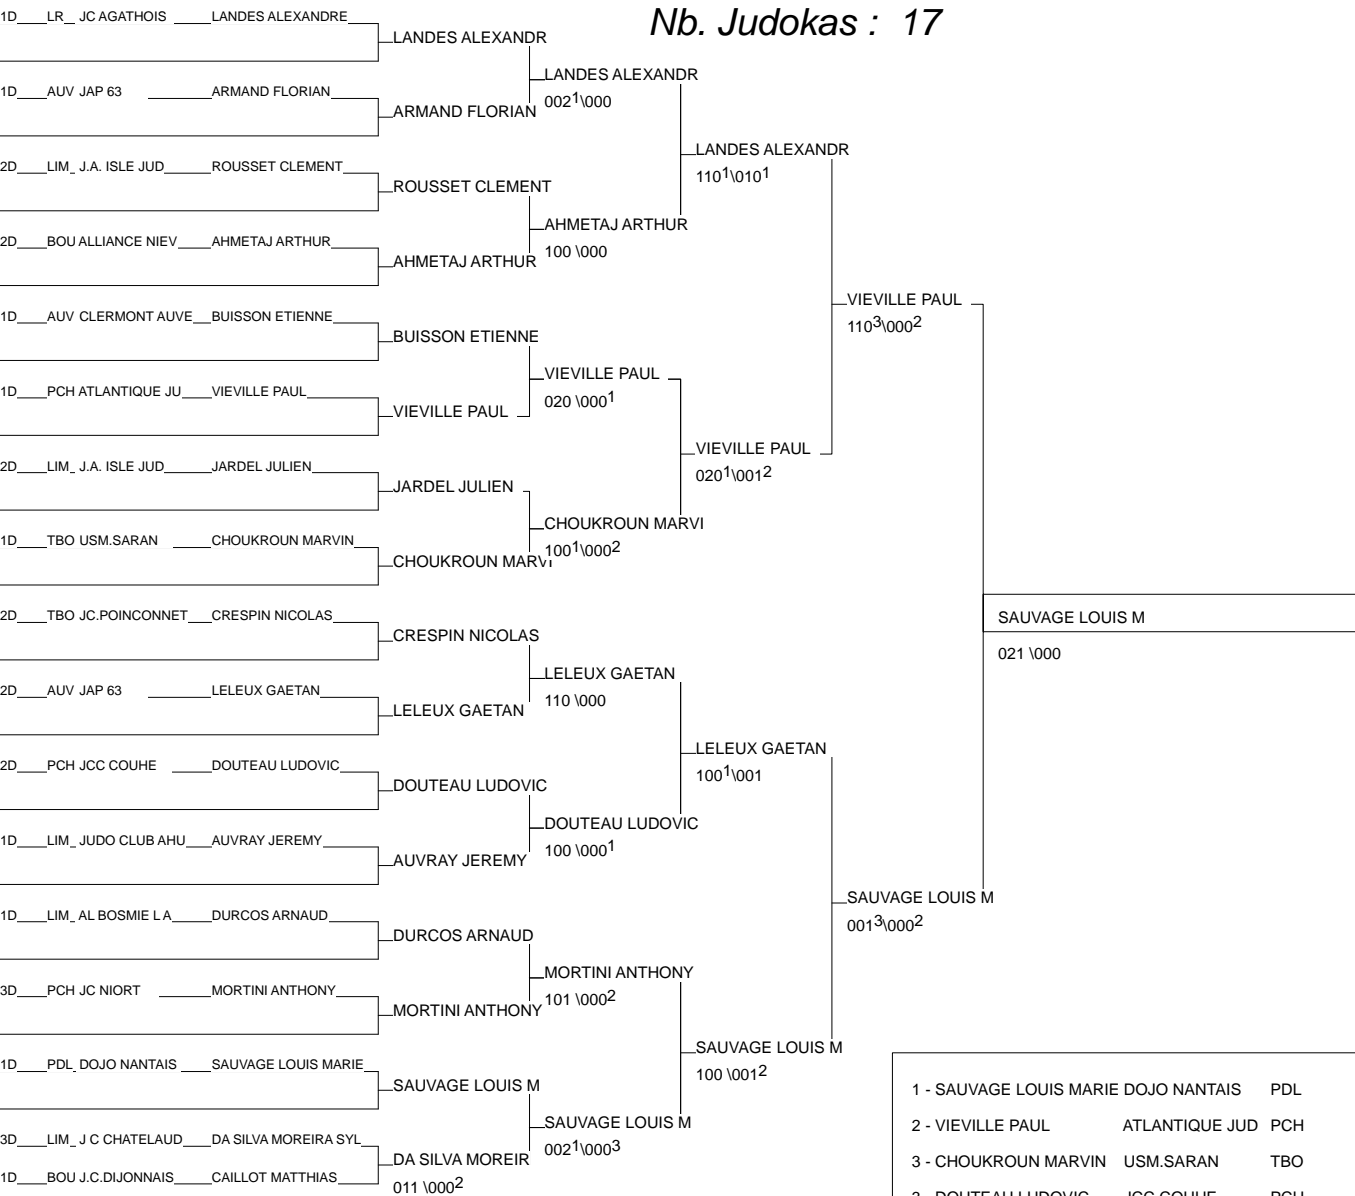 Nb. Judokas : 17
1D LR JC AGATHOIS LANDES ALEXANDRE
LANDES ALEXANDR
LANDES ALEXANDR
002¹\000
1D AUV JAP 63 ARMAND FLORIAN
ARMAND FLORIAN
LANDES ALEXANDR
110¹\010¹
2D LIM J.A. ISLE JUD ROUSSET CLEMENT
ROUSSET CLEMENT
AHMETAJ ARTHUR
100 \000
2D BOU ALLIANCE NIEV AHMETAJ ARTHUR
AHMETAJ ARTHUR
VIEVILLE PAUL
110³\000²
1D AUV CLERMONT AUVE BUISSON ETIENNE
BUISSON ETIENNE
VIEVILLE PAUL
020 \000¹
1D PCH ATLANTIQUE JU VIEVILLE PAUL
VIEVILLE PAUL
VIEVILLE PAUL
020¹\001²
2D LIM J.A. ISLE JUD JARDEL JULIEN
JARDEL JULIEN
CHOUKROUN MARVI
100¹\000²
1D TBO USM.SARAN CHOUKROUN MARVIN
CHOUKROUN MARVI
SAUVAGE LOUIS M
021 \000
2D TBO JC.POINCONNET CRESPIN NICOLAS
CRESPIN NICOLAS
LELEUX GAETAN
110 \000
2D AUV JAP 63 LELEUX GAETAN
LELEUX GAETAN
LELEUX GAETAN
100¹\001
2D PCH JCC COUHE DOUTEAU LUDOVIC
DOUTEAU LUDOVIC
DOUTEAU LUDOVIC
100 \000¹
1D LIM JUDO CLUB AHU AUVRAY JEREMY
AUVRAY JEREMY
SAUVAGE LOUIS M
001³\000²
1D LIM AL BOSMIE L A DURCOS ARNAUD
DURCOS ARNAUD
MORTINI ANTHONY
101 \000²
3D PCH JC NIORT MORTINI ANTHONY
MORTINI ANTHONY
SAUVAGE LOUIS M
100 \001²
1D PDL DOJO NANTAIS SAUVAGE LOUIS MARIE
SAUVAGE LOUIS M
SAUVAGE LOUIS M
002¹\000³
3D LIM J C CHATELAUD DA SILVA MOREIRA SYL
DA SILVA MOREIR
011 \000²
1D BOU J.C.DIJONNAIS CAILLOT MATTHIAS
1 - SAUVAGE LOUIS MARIE DOJO NANTAIS PDL
2 - VIEVILLE PAUL ATLANTIQUE JUD PCH
3 - CHOUKROUN MARVIN USM.SARAN TBO
3 - DOUTEAU LUDOVIC JCC COUHE PCH